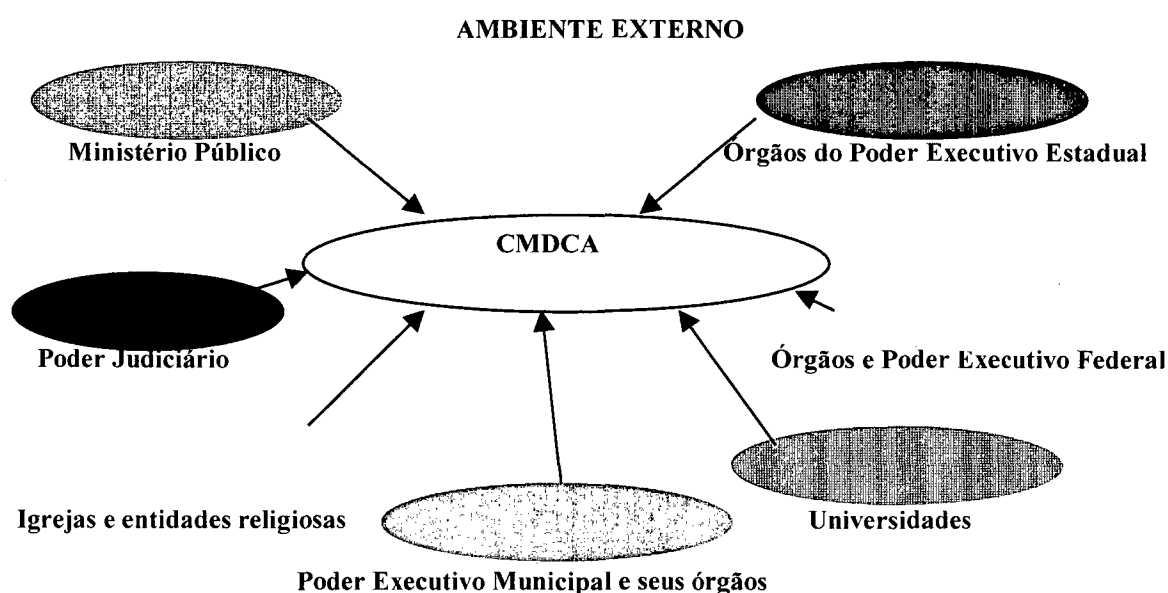 AMBIENTE EXTERNO
Ministério Público
Órgãos do Poder Executivo Estadual
CMDCA
Poder Judiciário
Órgãos e Poder Executivo Federal
Igrejas e entidades religiosas
Universidades
Poder Executivo Municipal e seus órgãos